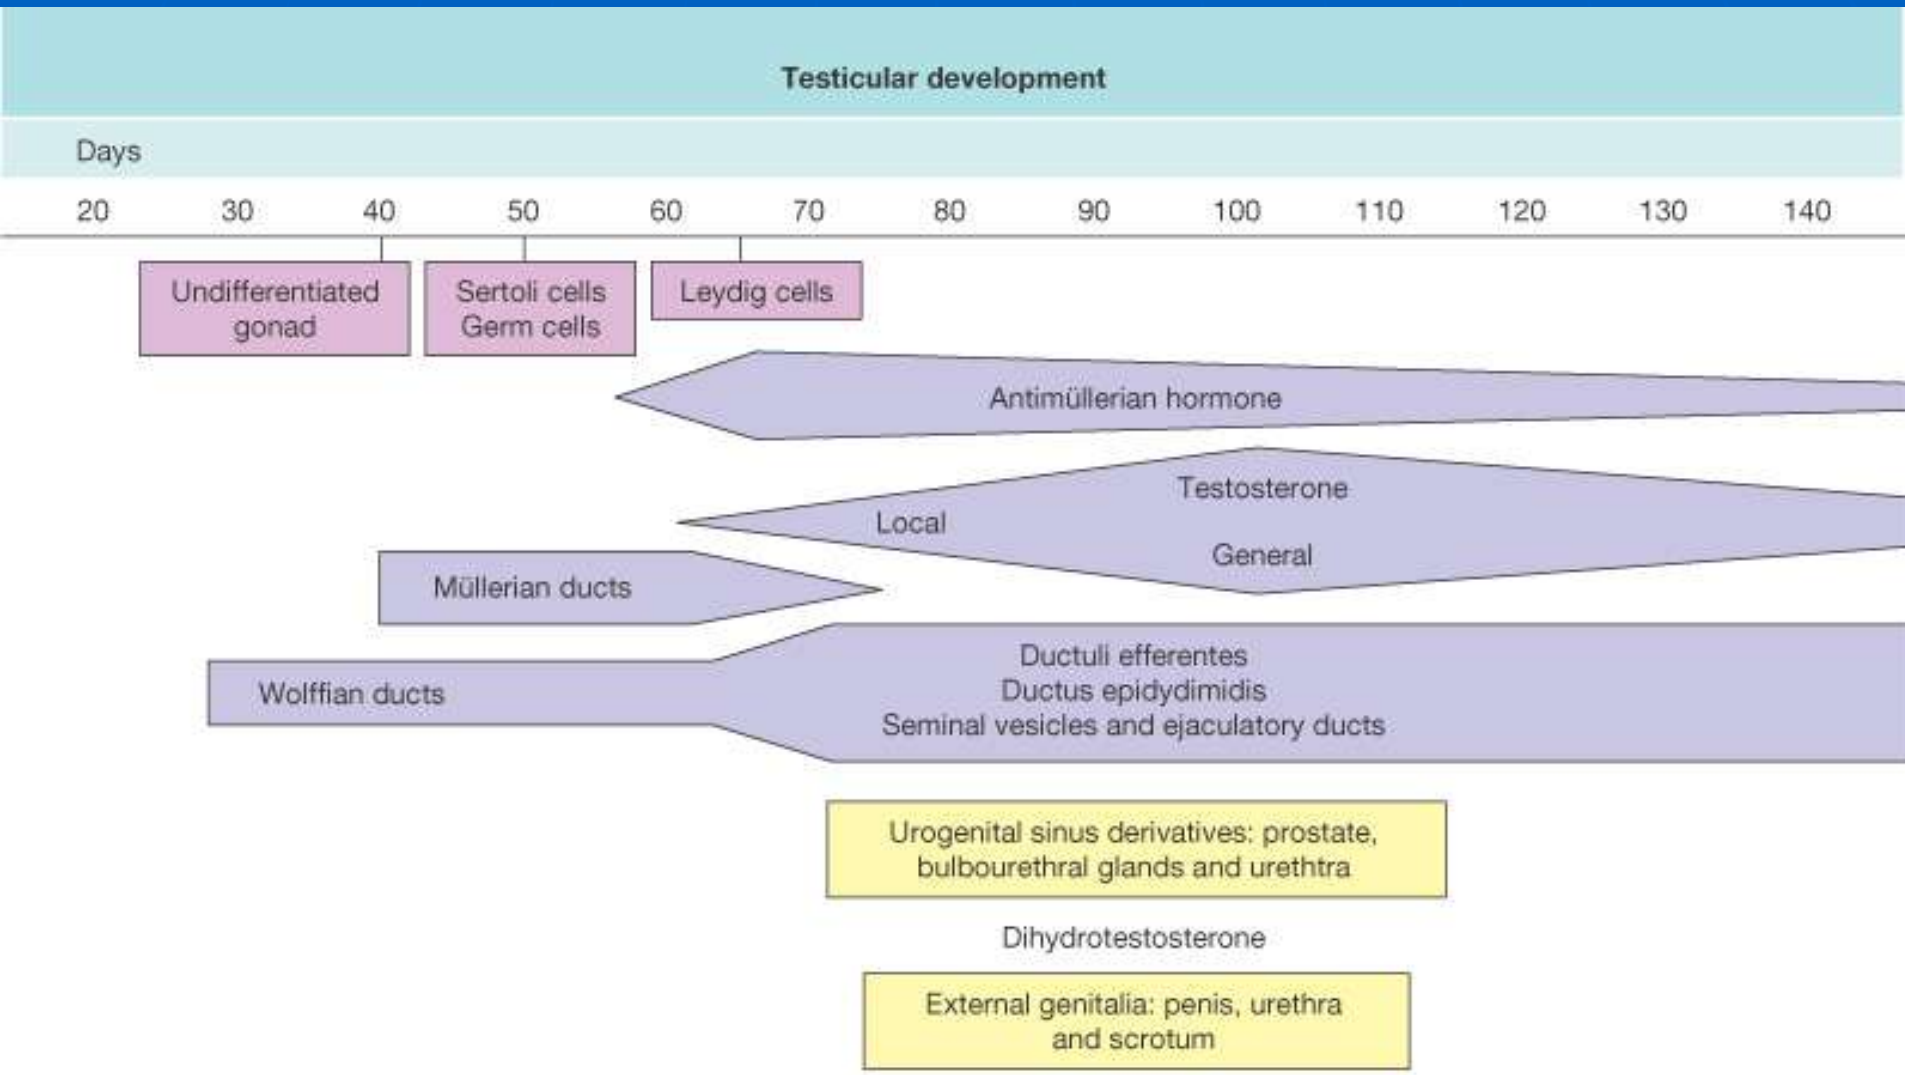 Testicular development
Days
20 30 40 50 60 70 80 90 100 110 120 130 140
Undifferentiated
gonad
Sertoli cells
Germ cells
Leydig cells
Antimüllerian hormone
Testosterone
Local
General
Müllerian ducts
Wolffian ducts
Ductuli efferentes
Ductus epidydimidis
Seminal vesicles and ejaculatory ducts
Urogenital sinus derivatives: prostate,
bulbourethral glands and urethtra
Dihydrotestosterone
External genitalia: penis, urethra
and scrotum